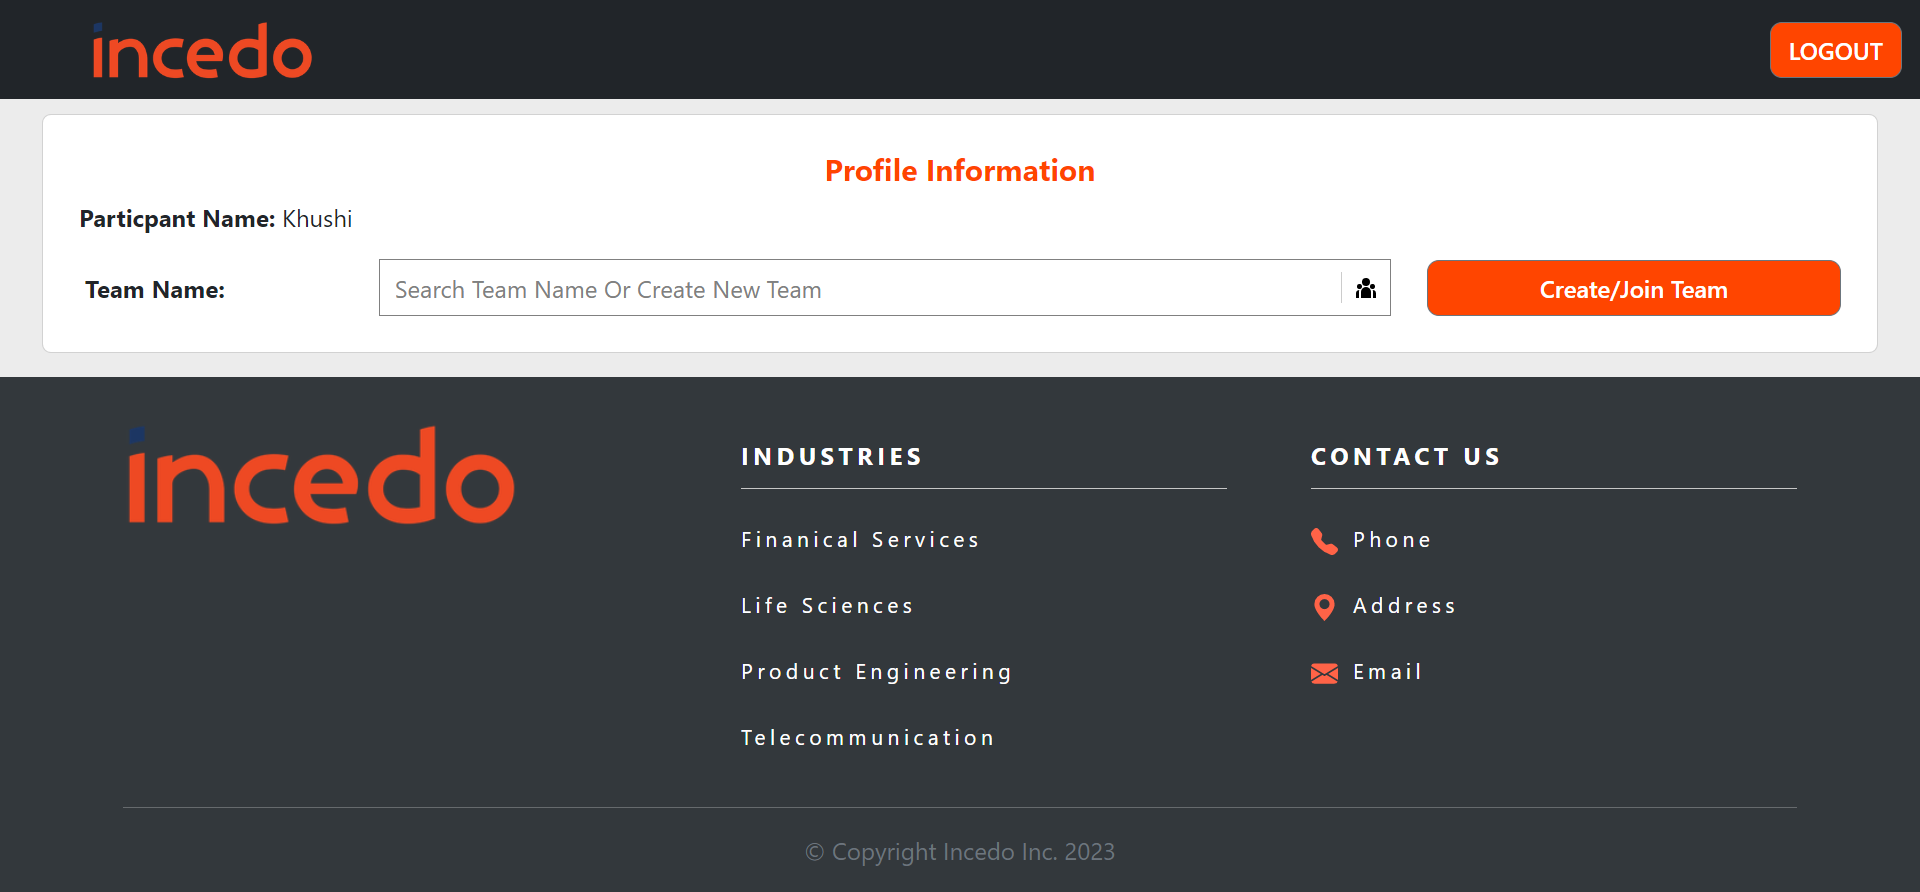 incedo
LOGOUT
Profile Information
Particpant Name: Khushi
Team Name:
Search Team Name Or Create New Team
Create/Join Team
incedo
INDUSTRIES
Finanical Services
Life Sciences
Product Engineering
Telecommunication
CONTACT US
Phone
Address
Email
© Copyright Incedo Inc. 2023